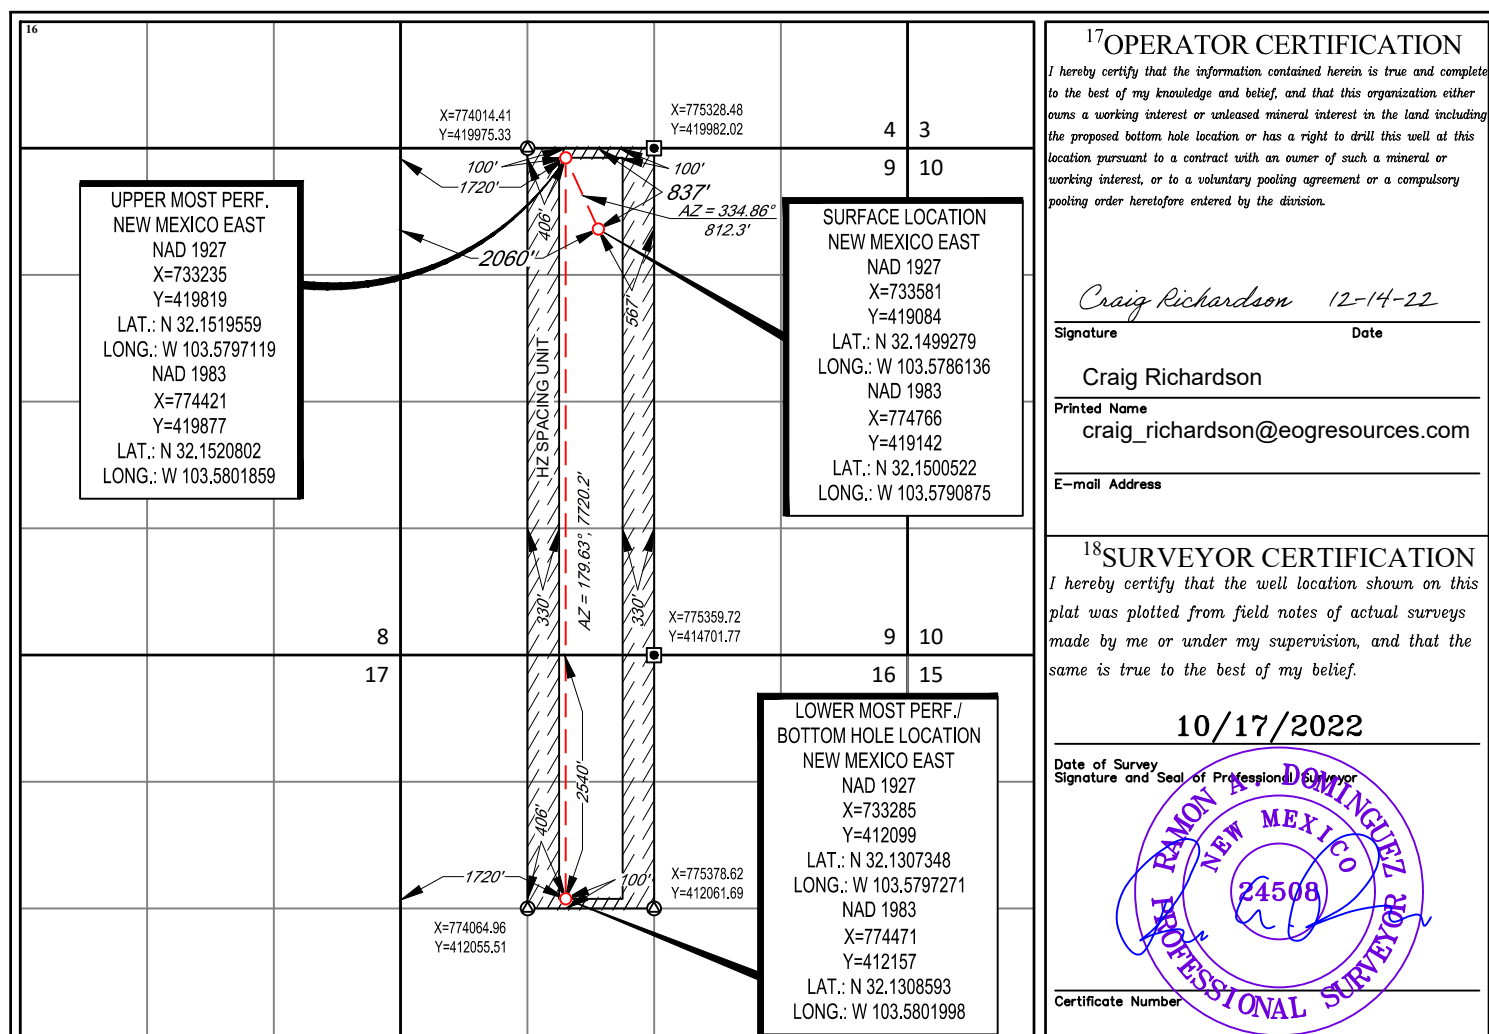 16
X=774014.41
Y=419975.33
X=775328.48
Y=419982.02
4 3
9 10
100'
1720'
100'
837'
AZ = 334.86°
812.3'
406'
2060'
567'
UPPER MOST PERF.
NEW MEXICO EAST
NAD 1927
X=733235
Y=419819
LAT.: N 32.1519559
LONG.: W 103.5797119
NAD 1983
X=774421
Y=419877
LAT.: N 32.1520802
LONG.: W 103.5801859
SURFACE LOCATION
NEW MEXICO EAST
NAD 1927
X=733581
Y=419084
LAT.: N 32.1499279
LONG.: W 103.5786136
NAD 1983
X=774766
Y=419142
LAT.: N 32.1500522
LONG.: W 103.5790875
HZ SPACING UNIT
AZ = 179.63°, 7720.2'
330'
330'
X=775359.72
Y=414701.77
8
17
9 10
16 15
2540'
406'
1720'
100'
X=775378.62
Y=412061.69
X=774064.96
Y=412055.51
LOWER MOST PERF./
BOTTOM HOLE LOCATION
NEW MEXICO EAST
NAD 1927
X=733285
Y=412099
LAT.: N 32.1307348
LONG.: W 103.5797271
NAD 1983
X=774471
Y=412157
LAT.: N 32.1308593
LONG.: W 103.5801998
17OPERATOR CERTIFICATION
I hereby certify that the information contained herein is true and complete
to the best of my knowledge and belief, and that this organization either
owns a working interest or unleased mineral interest in the land including
the proposed bottom hole location or has a right to drill this well at this
location pursuant to a contract with an owner of such a mineral or
working interest, or to a voluntary pooling agreement or a compulsory
pooling order heretofore entered by the division.
Craig Richardson 12-14-22
Signature Date
Craig Richardson
Printed Name
craig_richardson@eogresources.com
E-mail Address
18SURVEYOR CERTIFICATION
I hereby certify that the well location shown on this
plat was plotted from field notes of actual surveys
made by me or under my supervision, and that the
same is true to the best of my belief.
10/17/2022
Date of Survey
Signature and Seal of Professional Surveyor
RAMON A. DOMINGUEZ
NEW MEXICO
24508
PROFESSIONAL SURVEYOR
Certificate Number